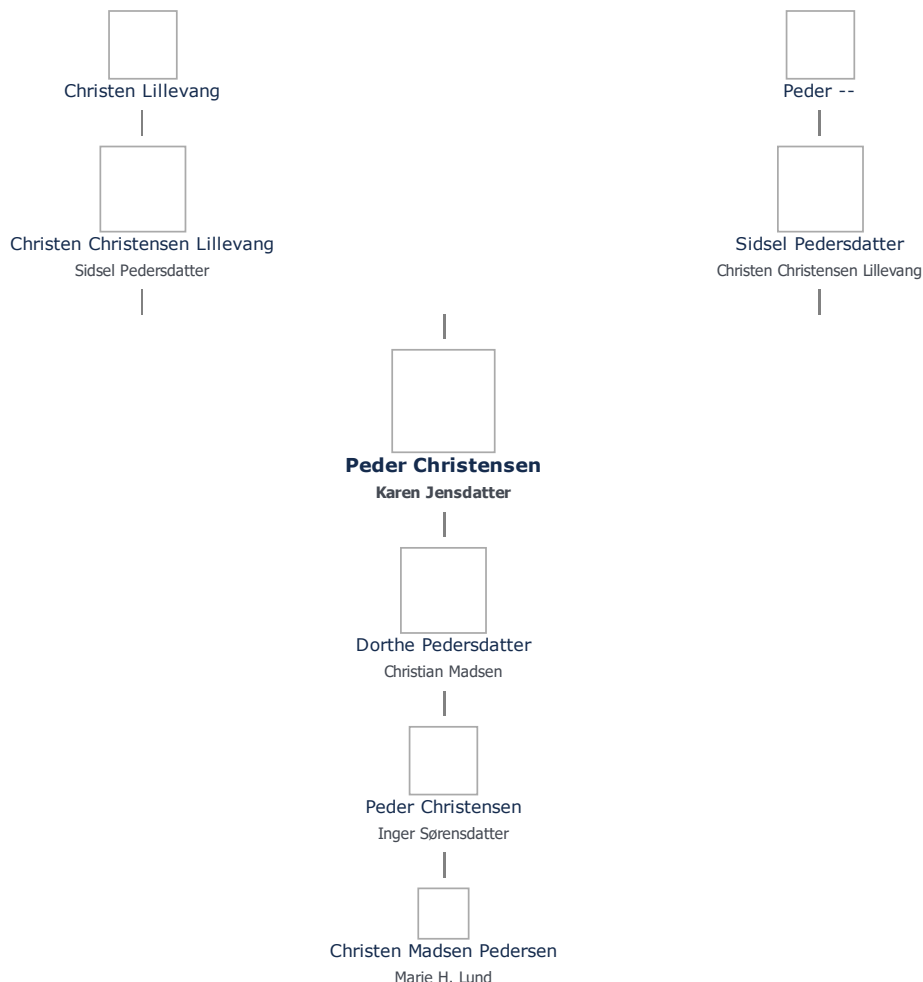 Christen Lillevang
Peder --
Christen Christensen Lillevang
Sidsel Pedersdatter
Sidsel Pedersdatter
Christen Christensen Lillevang
Peder Christensen
Karen Jensdatter
Dorthe Pedersdatter
Christian Madsen
Peder Christensen
Inger Sørensdatter
Christen Madsen Pedersen
Marie H. Lund